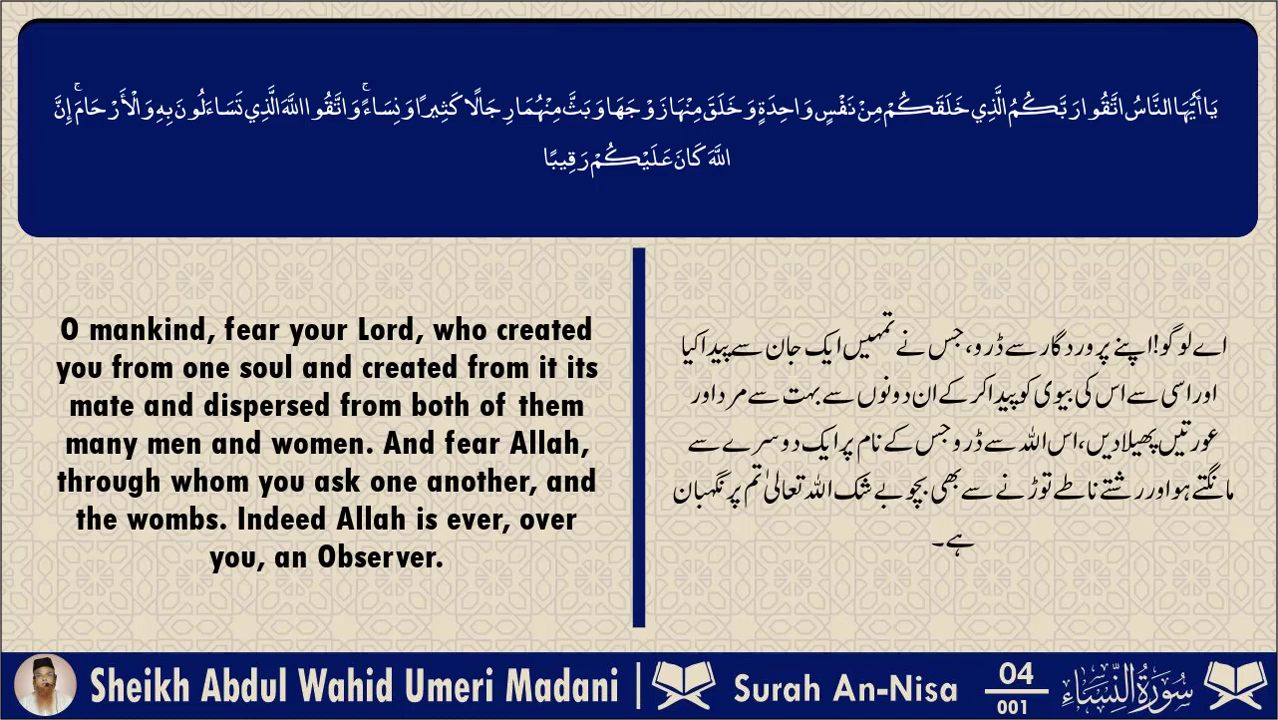 يَا أَيُّهَا النَّاسُ اتَّقُوا رَبَّكُمُ الَّذِي خَلَقَكُمْ مِنْ نَفْسٍ وَاحِدَةٍ وَخَلَقَ مِنْهَا زَوْجَهَا وَبَثَّ مِنْهُمَا رِجَالًا كَثِيرًا وَنِسَاءً ۚ وَاتَّقُوا اللَّهَ الَّذِي تَسَاءَلُونَ بِهِ وَالْأَرْحَامَ ۚ إِنَّ
اللَّهَ كَانَ عَلَيْكُمْ رَقِيبًا
O mankind, fear your Lord, who created
you from one soul and created from it its
mate and dispersed from both of them
many men and women. And fear Allah,
through whom you ask one another, and
the wombs. Indeed Allah is ever, over
you, an Observer.
اے لوگو! اپنے پروردگار سے ڈرو، جس نے تمہیں ایک جان سے پیدا کیا
اور اسی سے اس کی بیوی کو پیدا کر کے ان دونوں سے بہت سے مرد اور
عورتیں پھیلا دیں، اس اللہ سے ڈرو جس کے نام پر ایک دوسرے سے
مانگتے ہو اور رشتے ناطے توڑنے سے بھی بچو بے شک اللہ تعالیٰ تم پر نگہبان
ہے۔
Sheikh Abdul Wahid Umeri Madani |
Surah An-Nisa
04
001
سُورَةُ النِّسَاء